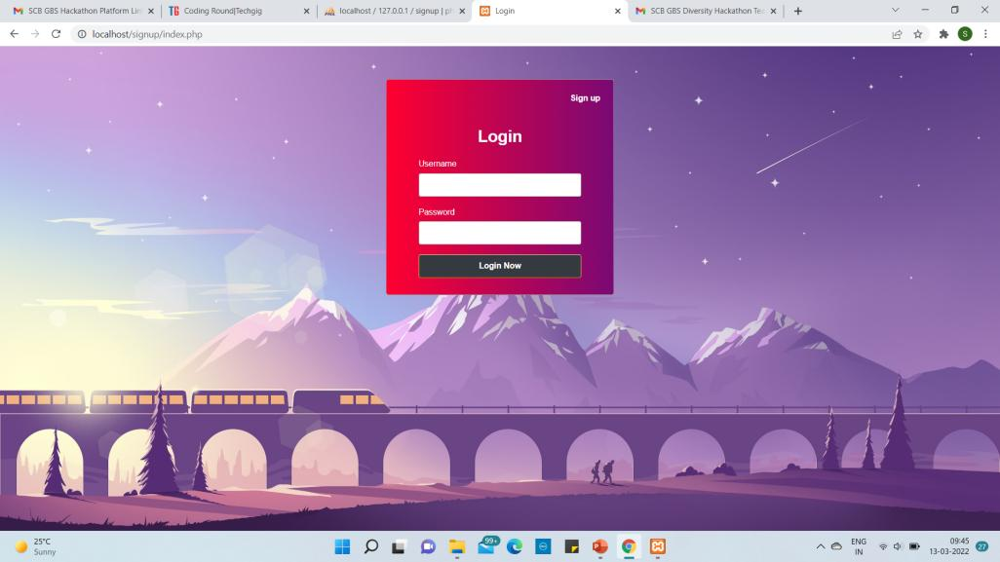 SCB GBS Hackathon Platform Lin
Coding Round|Techgig
localhost / 127.0.0.1 / signup | ph
Login
SCB GBS Diversity Hackathon Tea
localhost/signup/index.php
S
Sign up
Login
Username
Password
Login Now
25°C
Sunny
99+
ENG
IN
09:45
13-03-2022
27